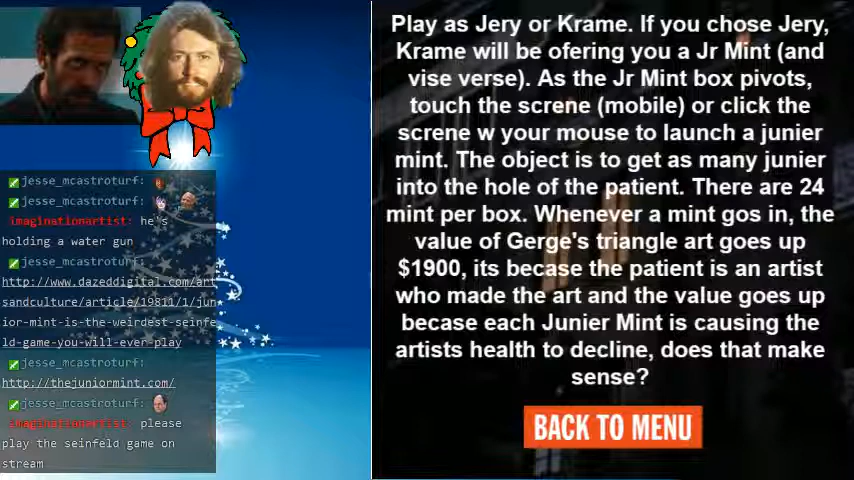 jesse_mcastroturf:
jesse_mcastroturf:
imaginationartist: he's
holding a water gun
jesse_mcastroturf:
http://www.dazeddigital.com/art
sandculture/article/19811/1/jun
ior-mint-is-the-weirdest-seinfe
ld-game-you-will-ever-play
jesse_mcastroturf:
http://thejuniormint.com/
jesse_mcastroturf:
imaginationartist: please
play the seinfeld game on
stream
Play as Jery or Krame. If you chose Jery,
Krame will be ofering you a Jr Mint (and
vise verse). As the Jr Mint box pivots,
touch the screne (mobile) or click the
screne w your mouse to launch a junier
mint. The object is to get as many junier
into the hole of the patient. There are 24
mint per box. Whenever a mint gos in, the
value of Gerge's triangle art goes up
$1900, its becase the patient is an artist
who made the art and the value goes up
becase each Junier Mint is causing the
artists health to decline, does that make
sense?
BACK TO MENU